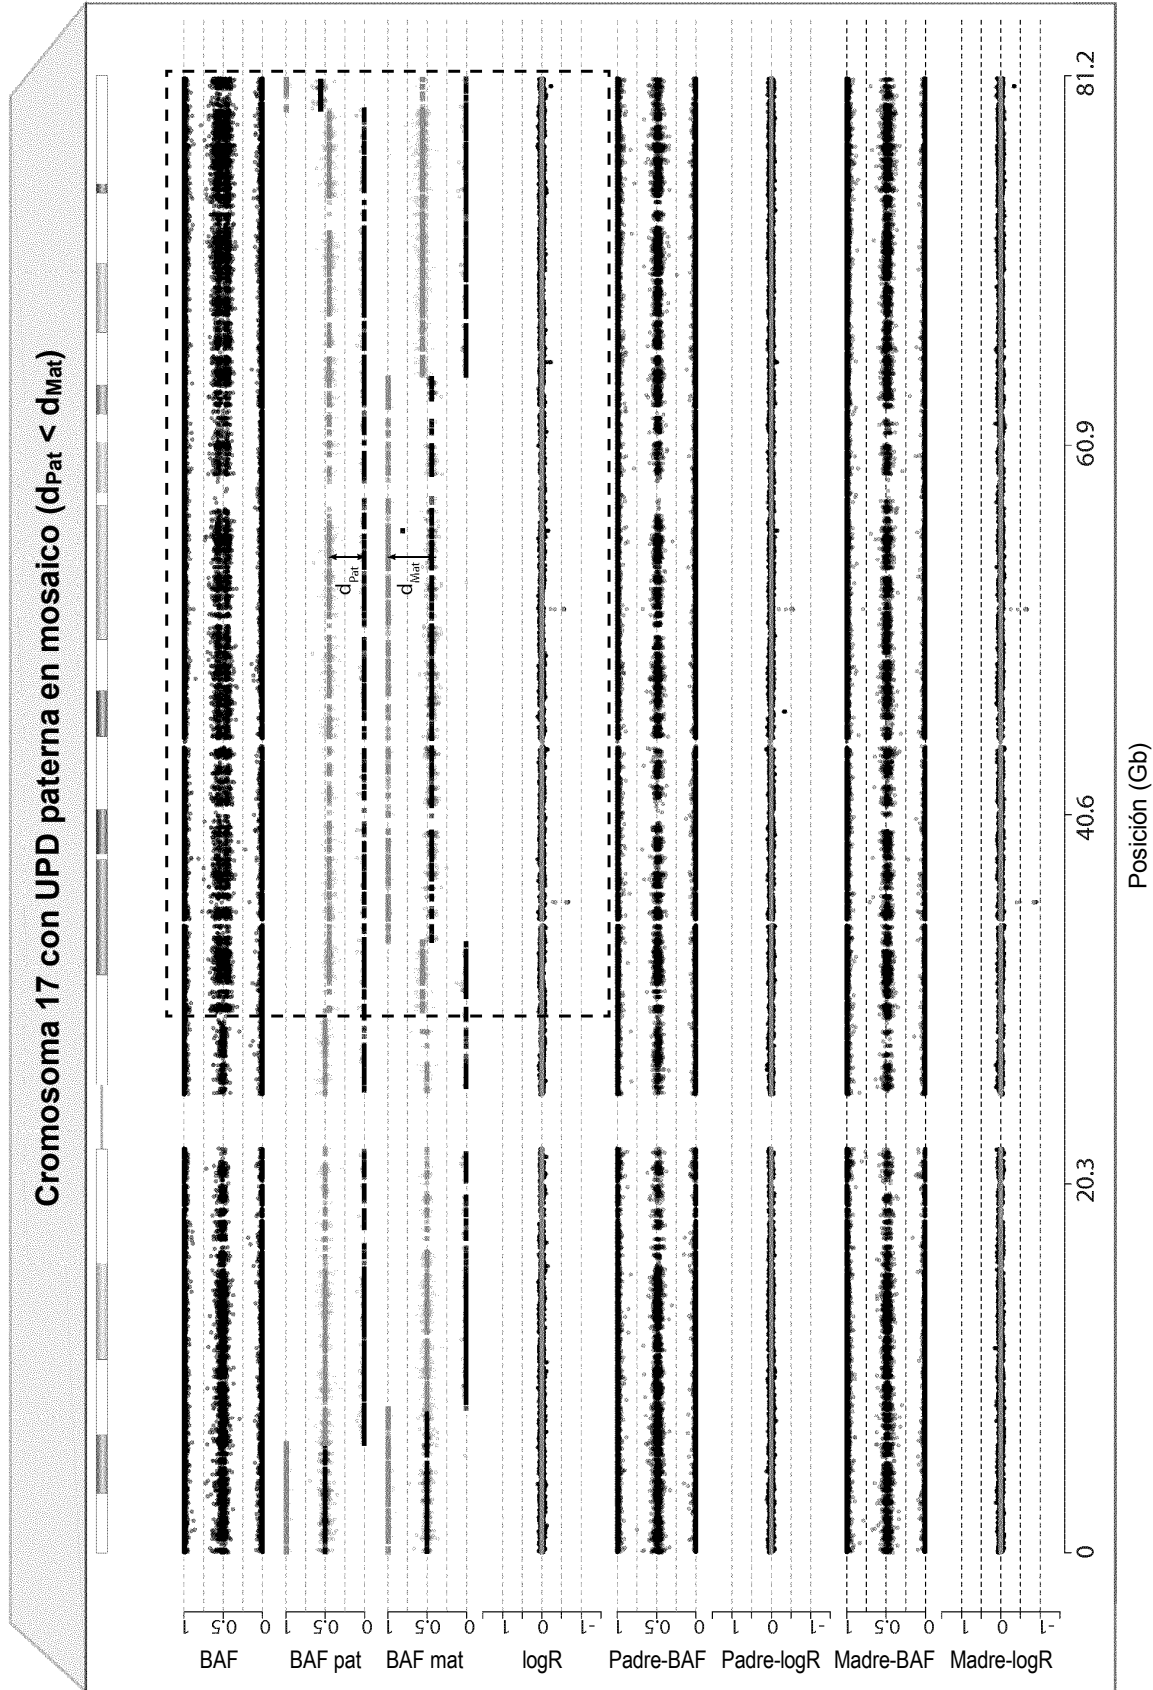 Cromosoma 17 con UPD paterna en mosaico (dPat < dMat)
BAF
1
0.5
0
BAF pat
1
0.5
0
dPat
BAF mat
1
0.5
0
dMat
logR
1
0
-1
Padre-BAF
1
0.5
0
Padre-logR
1
0
-1
Madre-BAF
1
0.5
0
Madre-logR
1
0
-1
0
20.3
40.6
60.9
81.2
Posición (Gb)